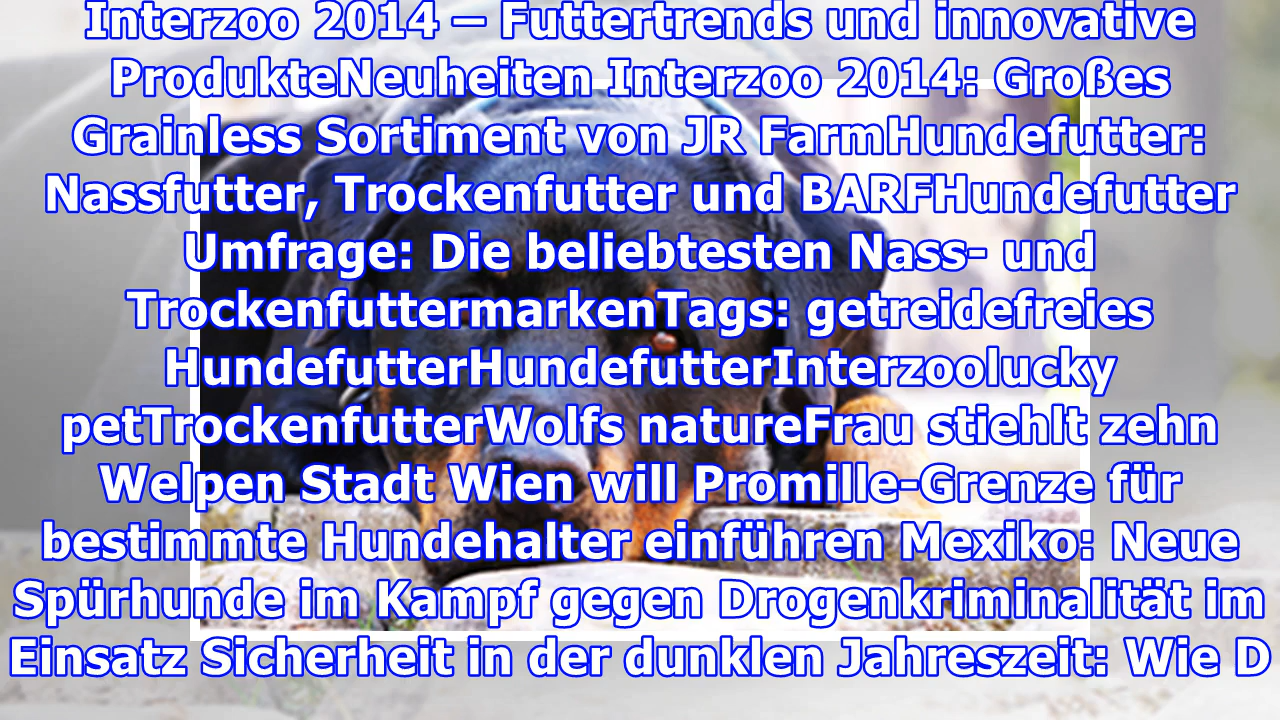 Interzoo 2014 – Futtertrends und innovative
ProdukteNeuheiten Interzoo 2014: Großes
Grainless Sortiment von JR FarmHundefutter:
Nassfutter, Trockenfutter und BARFHundefutter
Umfrage: Die beliebtesten Nass- und
TrockenfuttermarkenTags: getreidefreies
HundefutterHundefutterInterzoolucky
petTrockenfutterWolfs natureFrau stiehlt zehn
Welpen Stadt Wien will Promille-Grenze für
bestimmte Hundehalter einführen Mexiko: Neue
Spürhunde im Kampf gegen Drogenkriminalität im
Einsatz Sicherheit in der dunklen Jahreszeit: Wie D